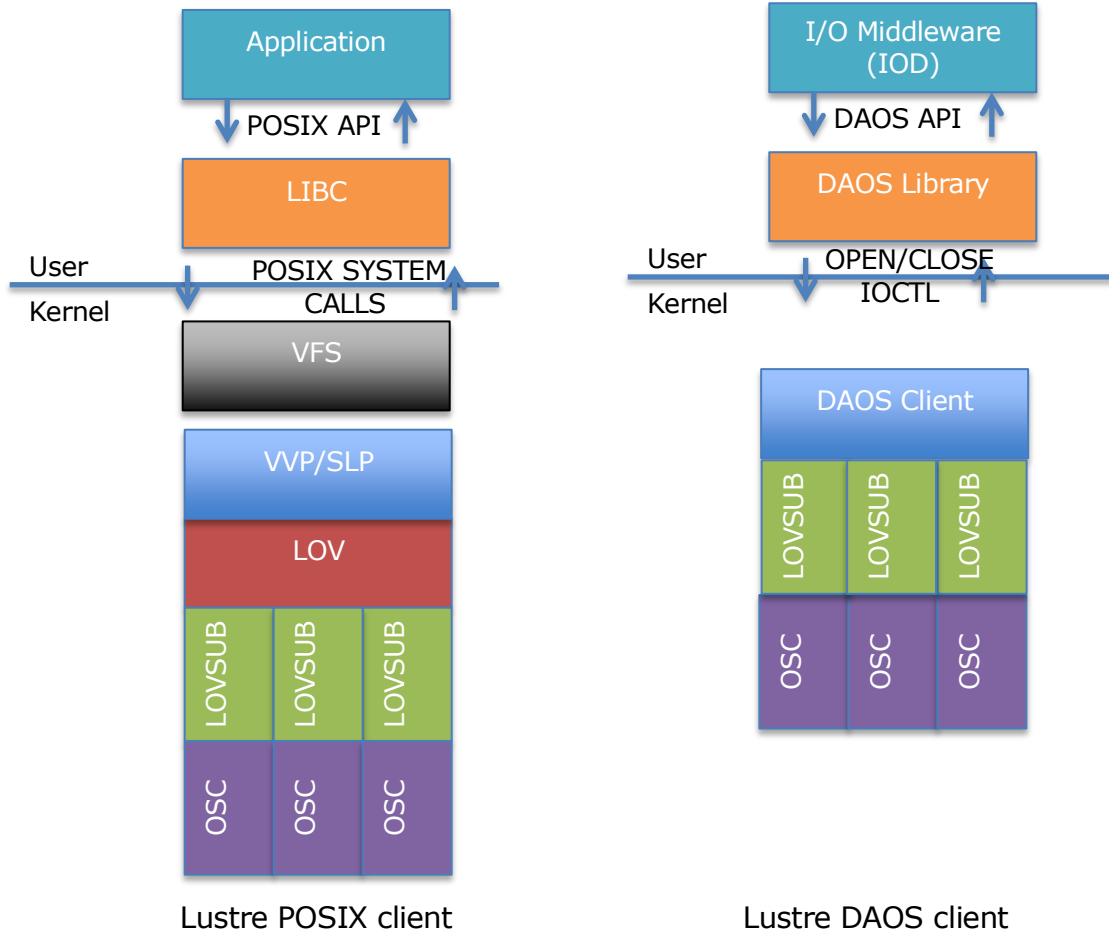 Application
POSIX API
LIBC
User
POSIX SYSTEM
Kernel
CALLS
VFS
VVP/SLP
LOV
LOVSUB
LOVSUB
LOVSUB
OSC
OSC
OSC
Lustre POSIX client
I/O Middleware
(IOD)
DAOS API
DAOS Library
User
OPEN/CLOSE
Kernel
IOCTL
DAOS Client
LOVSUB
LOVSUB
LOVSUB
OSC
OSC
OSC
Lustre DAOS client